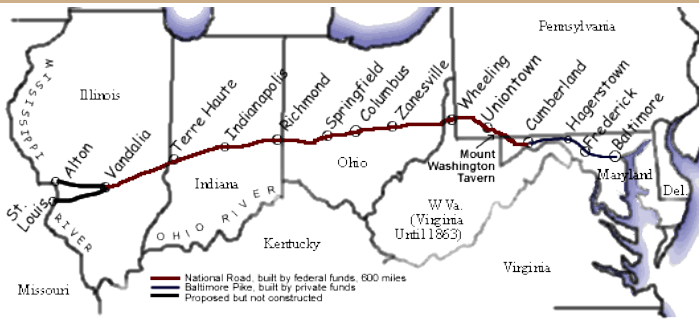 Pennsylvania
MISSISSIPPI
Illinois
Alton
St.
Louis
RIVER
Vandalia
Terre Haute
Indianapolis
Richmond
Springfield
Columbus
Zanesville
Wheeling
Uniontown
Cumberland
Hagerstown
Frederick
Baltimore
Mount
Washington
Tavern
Maryland
Del.
Indiana
Ohio
OHIO RIVER
W Va.
(Virginia
Until 1863)
Kentucky
Virginia
Missouri
National Road, built by federal funds, 600 miles
Baltimore Pike, built by private funds
Proposed but not constructed